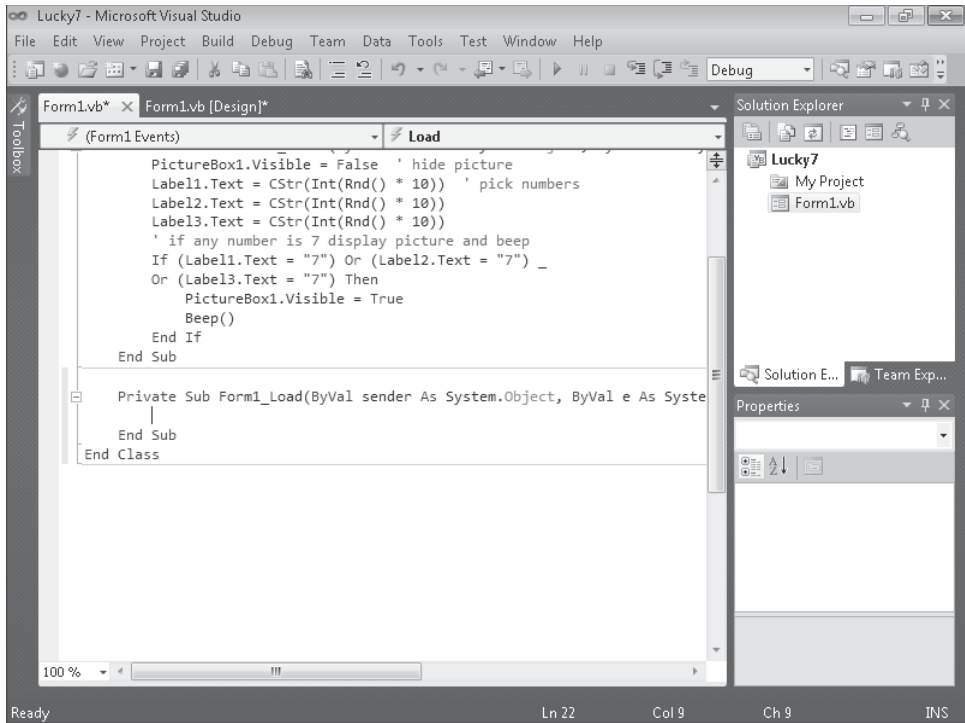 Lucky7 - Microsoft Visual Studio
File Edit View Project Build Debug Team Data Tools Test Window Help
Debug
Toolbox
Form1.vb* Form1.vb [Design]*
(Form1 Events) Load
PictureBox1.Visible = False ' hide picture
Label1.Text = CStr(Int(Rnd() * 10)) ' pick numbers
Label2.Text = CStr(Int(Rnd() * 10))
Label3.Text = CStr(Int(Rnd() * 10))
' if any number is 7 display picture and beep
If (Label1.Text = "7") Or (Label2.Text = "7") _
Or (Label3.Text = "7") Then
PictureBox1.Visible = True
Beep()
End If
End Sub
Private Sub Form1_Load(ByVal sender As System.Object, ByVal e As Syste
End Sub
End Class
100 %
Solution Explorer
Lucky7
My Project
Form1.vb
Solution E... Team Exp...
Properties
Ready Ln 22 Col 9 Ch 9 INS